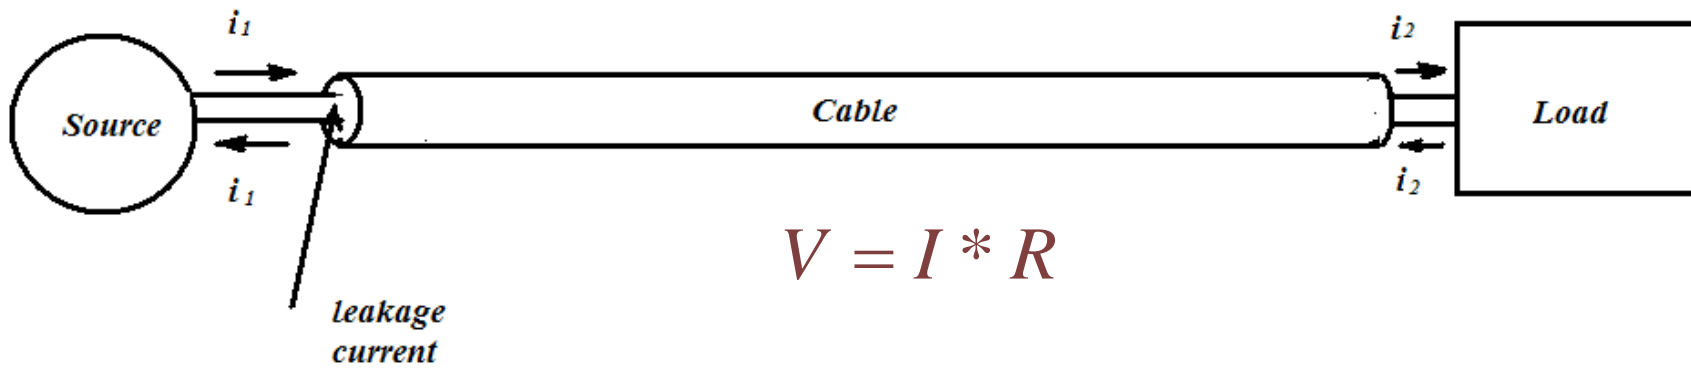 i1
i2
Source
Cable
Load
i1
i2
V = I * R
leakage
current